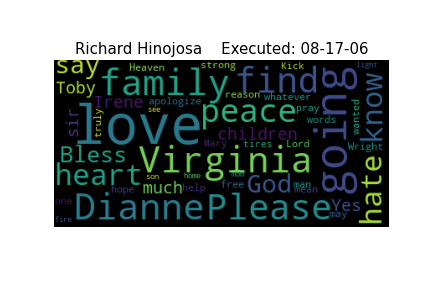 Richard Hinojosa    Executed: 08-17-06
say Heaven strong Kick light
Toby family find
Irene apologize reason whatever
love peace going know
sir truly see pray wanted
children words
Bless Virginia Mary tires Lord Wright
heart son home mom hate
much God man
hope help free mean
one Dianne Please Yes
fire may